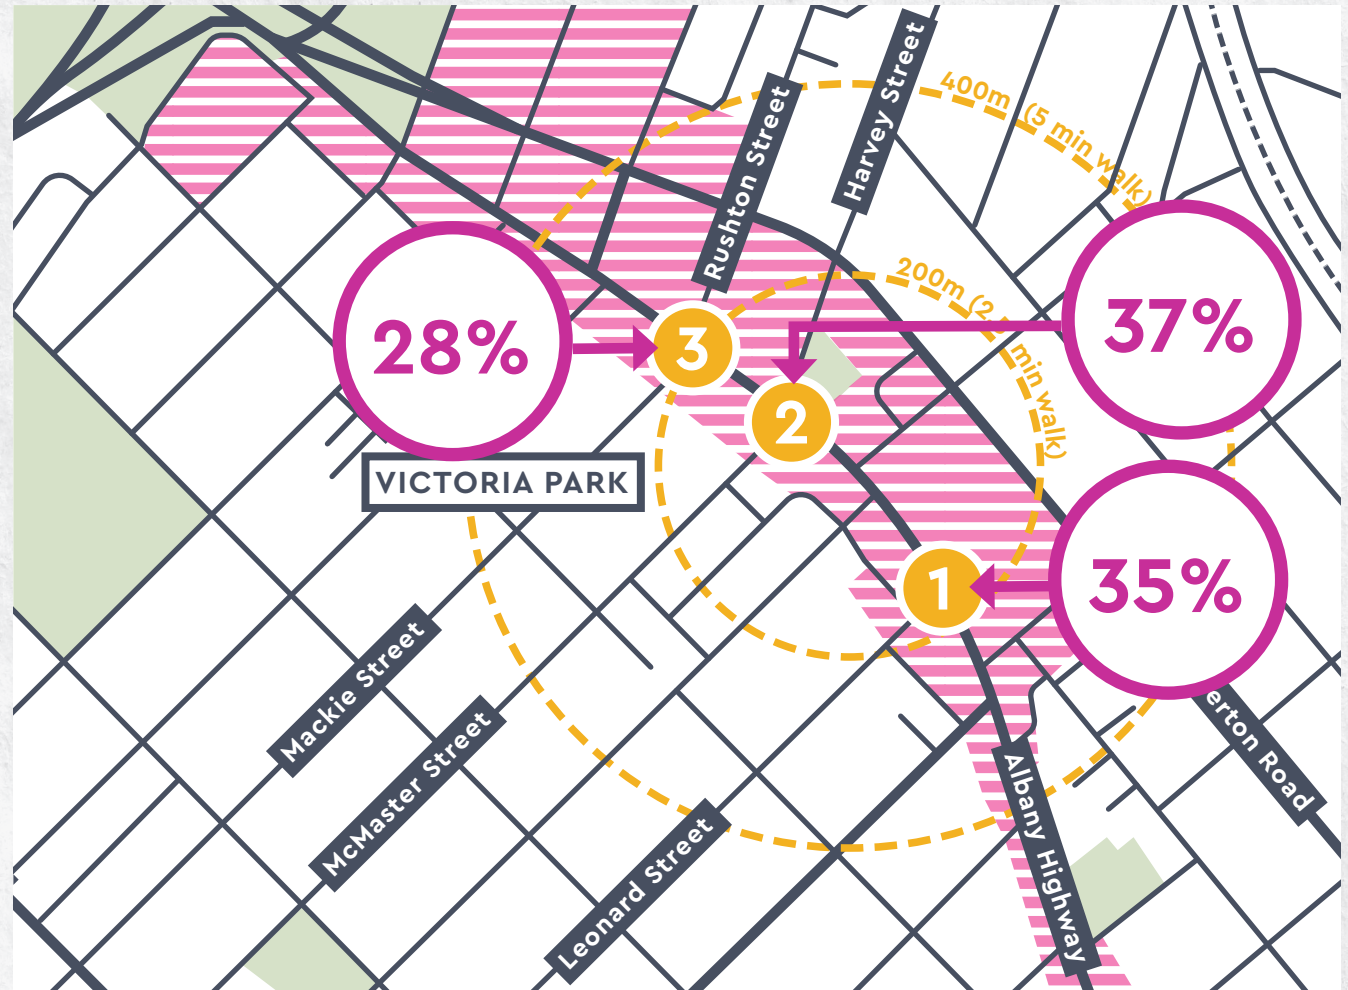 400m (5 min walk)
Harvey Street
Rushton Street
200m (2.5 min walk)
37%
28%
3
2
VICTORIA PARK
1
35%
Mackie Street
McMaster Street
Leonard Street
Albany Highway
erton Road